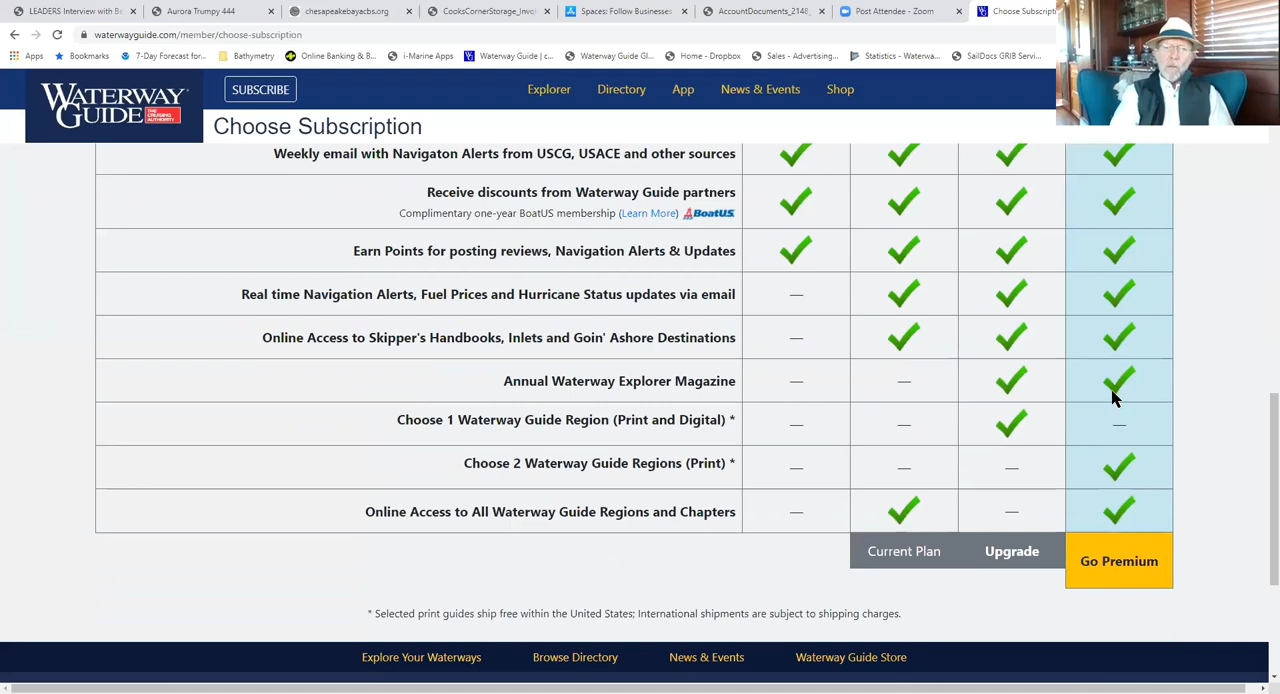 LEADERS Interview with Be
Aurora Trumpy 444
chesapeakebayacbs.org
CooksCornerStorage_Invo
Spaces: Follow Businesses
AccountDocuments_2148_
Post Attendee - Zoom
Choose Subscripti
waterwayguide.com/member/choose-subscription
Apps
Bookmarks
7-Day Forecast for...
Bathymetry
Online Banking & B...
i-Marine Apps
Waterway Guide | c...
Waterway Guide Gl...
Home - Dropbox
Sales - Advertising...
Statistics - Waterwa...
SailDocs GRIB Servi...
WATERWAY GUIDE
THE CRUISING AUTHORITY
SUBSCRIBE
Explorer
Directory
App
News & Events
Shop
Choose Subscription
Weekly email with Navigaton Alerts from USCG, USACE and other sources
Receive discounts from Waterway Guide partners
Complimentary one-year BoatUS membership (Learn More) BoatUS
Earn Points for posting reviews, Navigation Alerts & Updates
Real time Navigation Alerts, Fuel Prices and Hurricane Status updates via email
Online Access to Skipper's Handbooks, Inlets and Goin' Ashore Destinations
Annual Waterway Explorer Magazine
Choose 1 Waterway Guide Region (Print and Digital) *
Choose 2 Waterway Guide Regions (Print) *
Online Access to All Waterway Guide Regions and Chapters
Current Plan
Upgrade
Go Premium
* Selected print guides ship free within the United States; International shipments are subject to shipping charges.
Explore Your Waterways
Browse Directory
News & Events
Waterway Guide Store